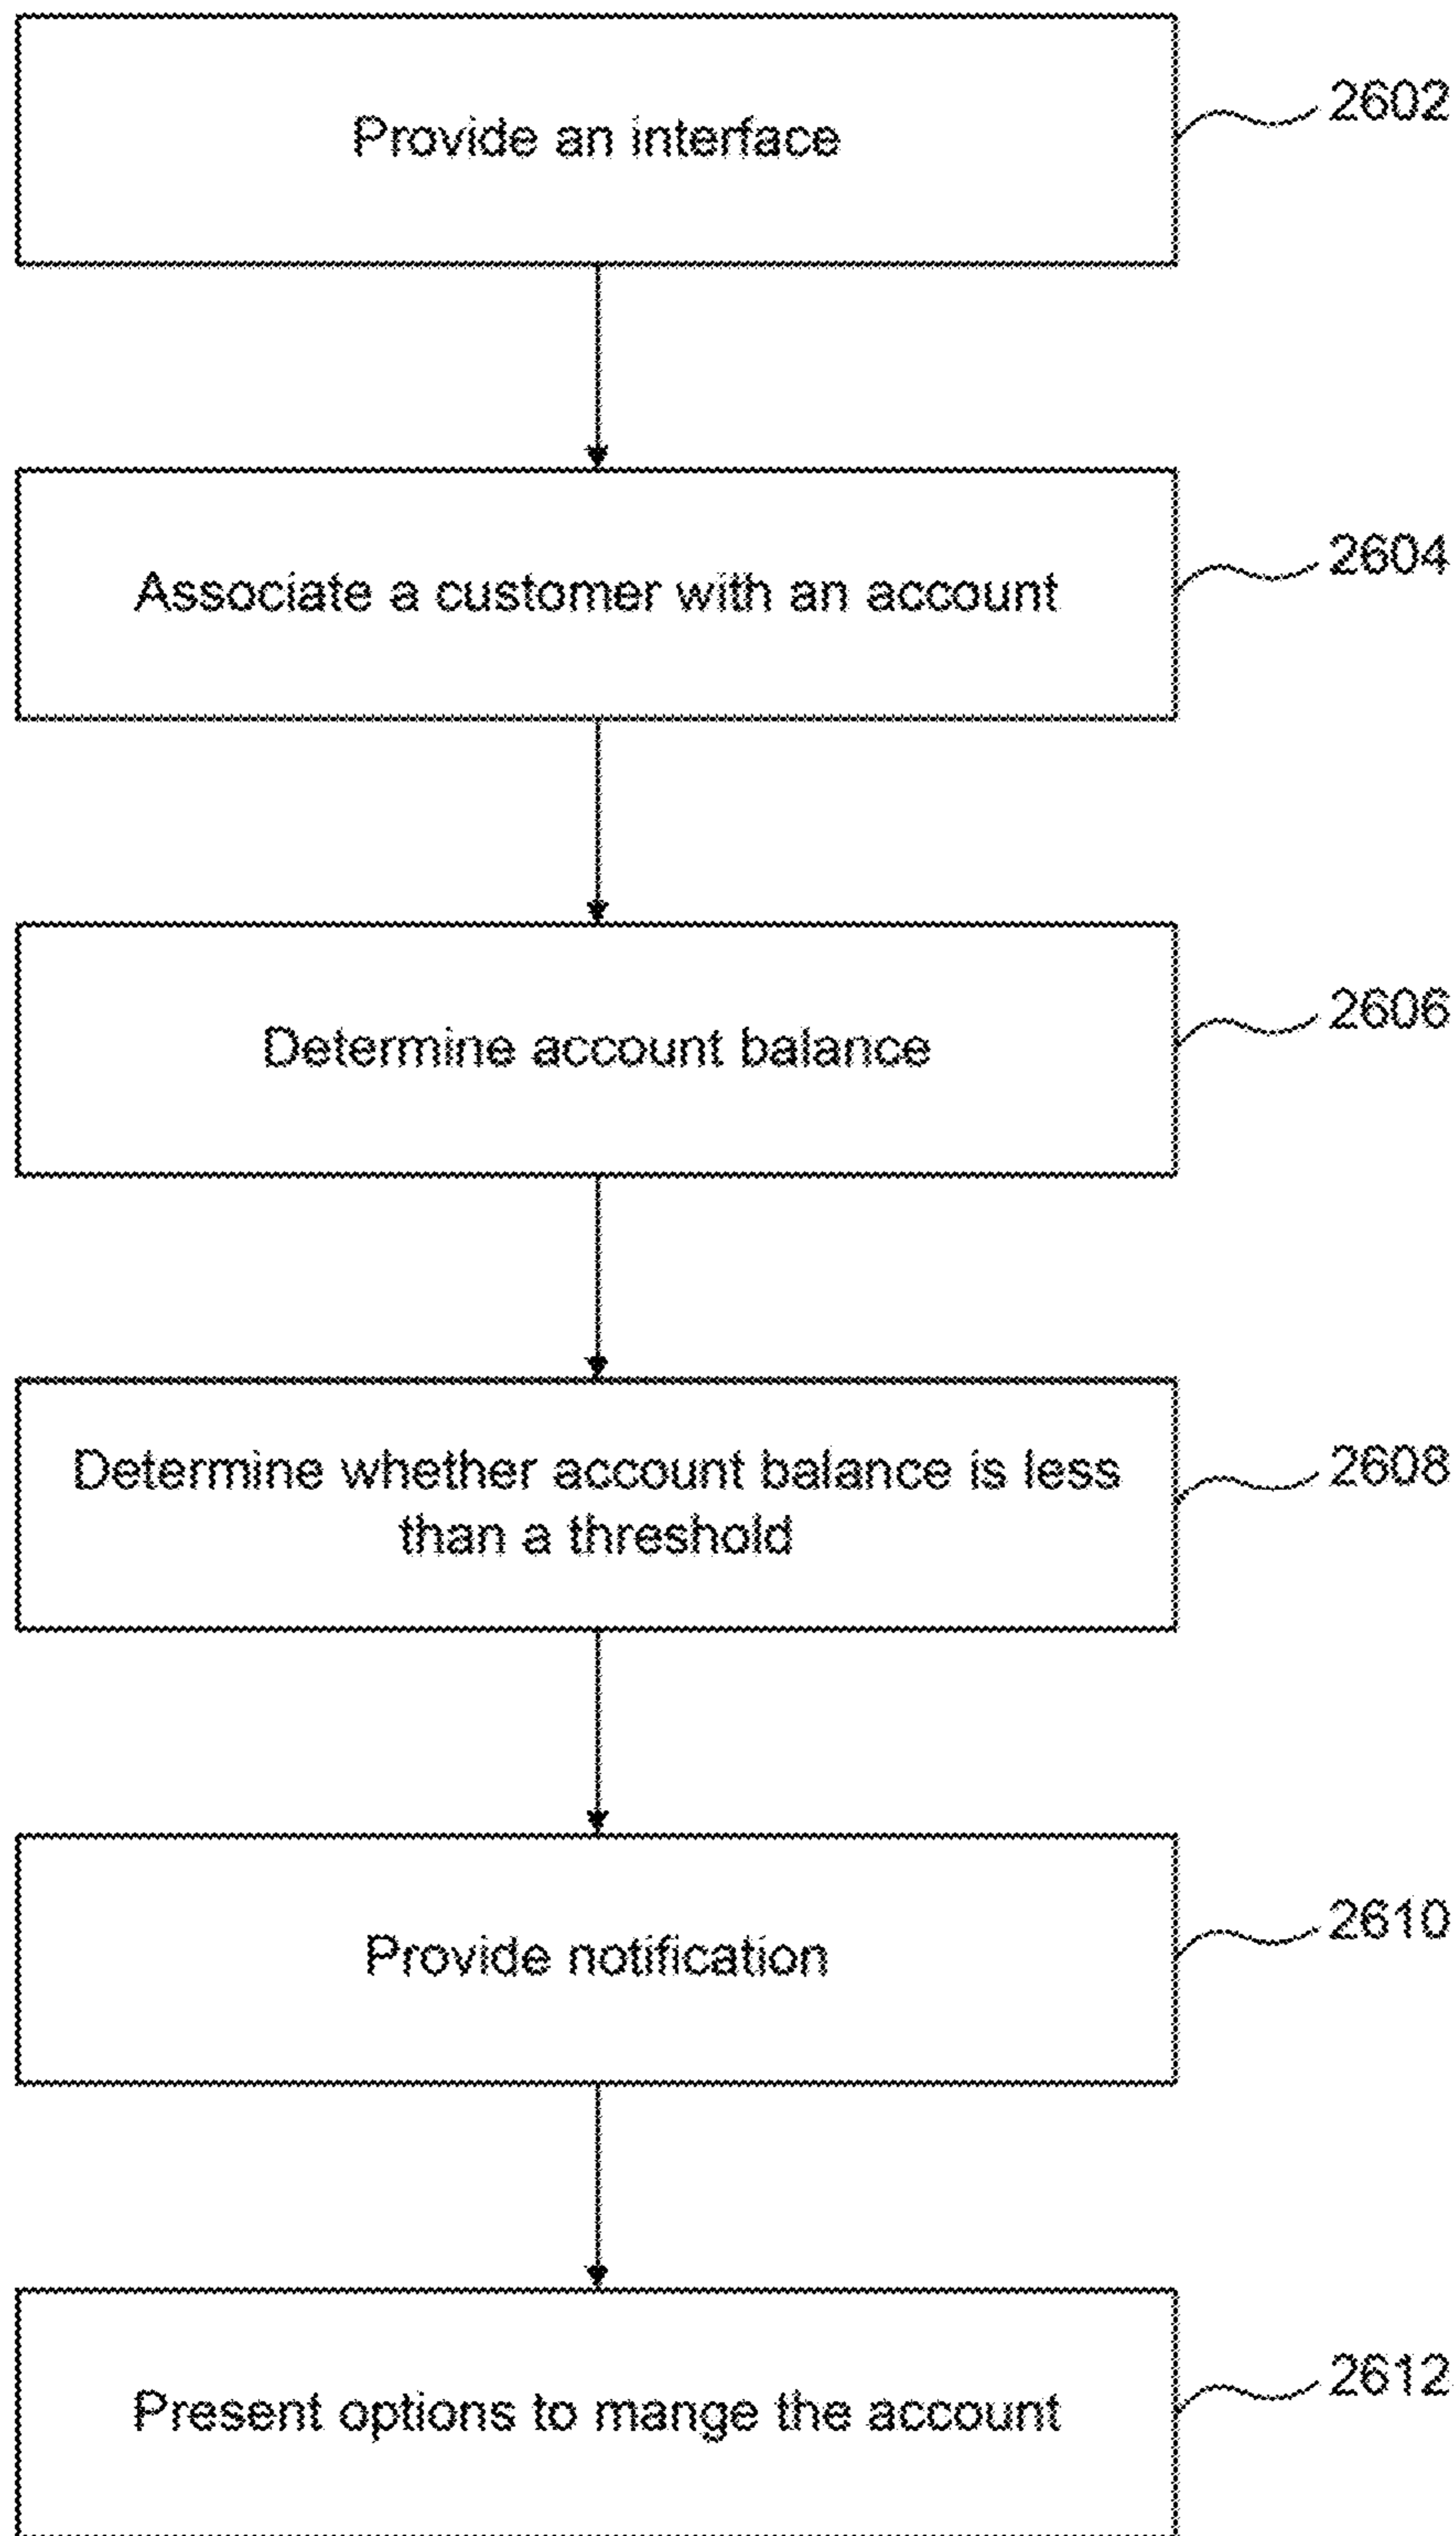 Provide an interface
2602
Associate a customer with an account
2604
Determine account balance
2606
Determine whether account balance is less
than a threshold
2608
Provide notification
2610
Present options to mange the account
2612